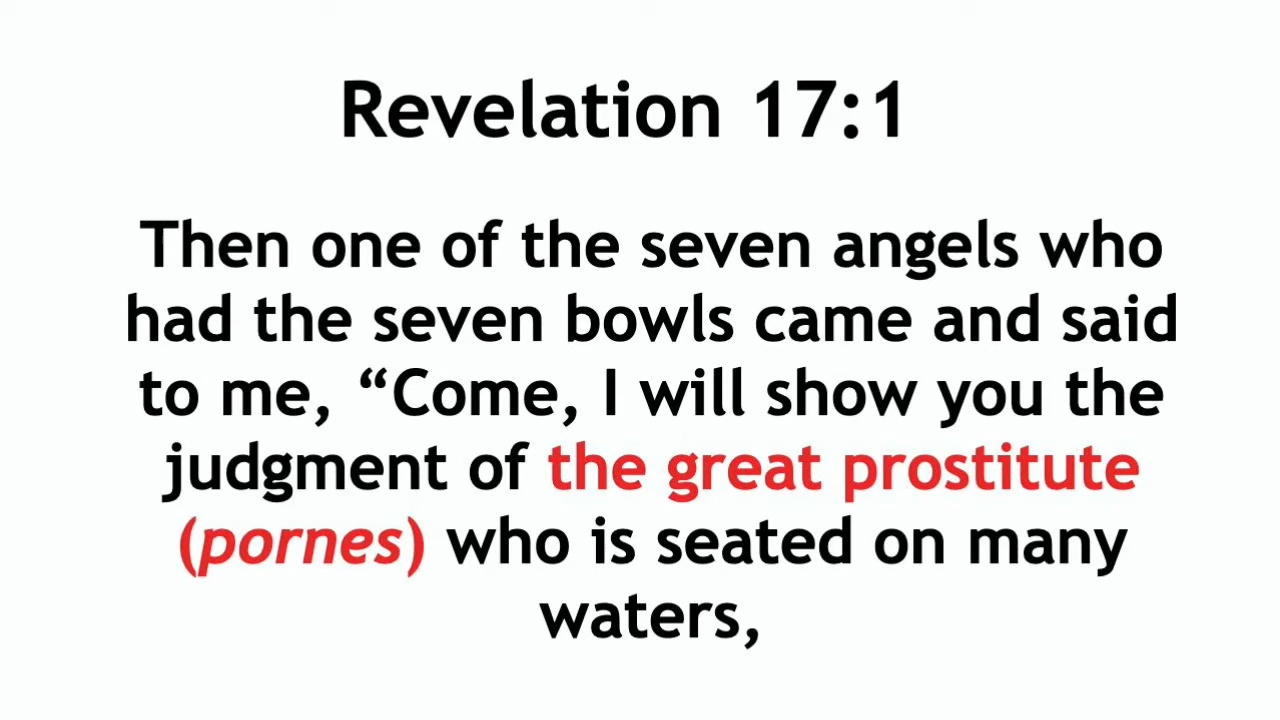 Revelation 17:1
Then one of the seven angels who
had the seven bowls came and said
to me, “Come, I will show you the
judgment of the great prostitute
(pornes) who is seated on many
waters,